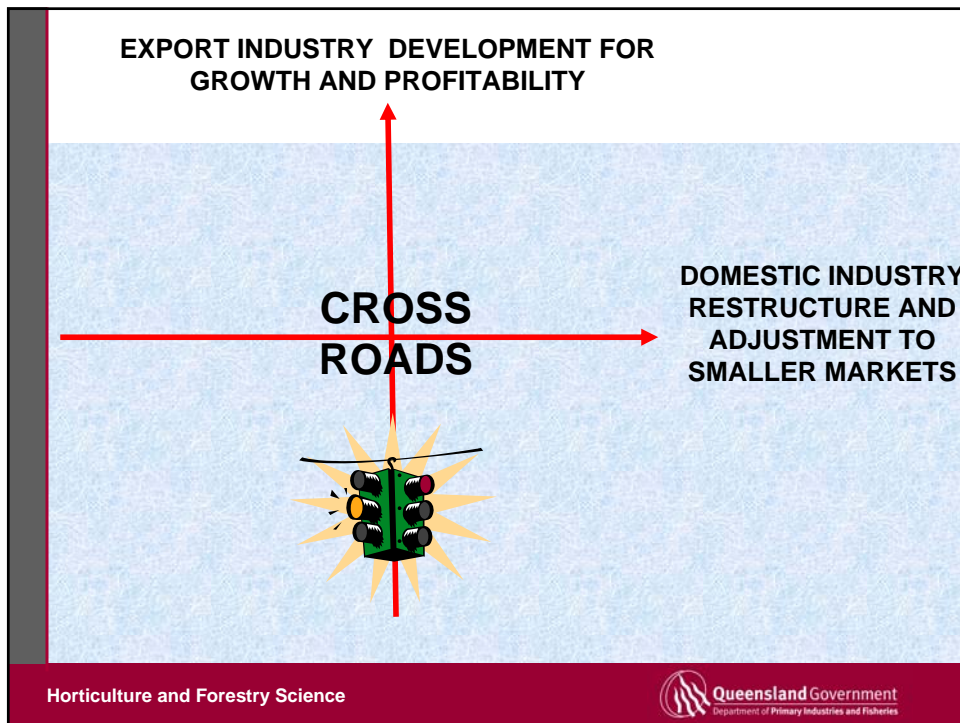 EXPORT INDUSTRY DEVELOPMENT FOR
GROWTH AND PROFITABILITY
CROSS
ROADS
DOMESTIC INDUSTRY
RESTRUCTURE AND
ADJUSTMENT TO
SMALLER MARKETS
Horticulture and Forestry Science
Queensland Government
Department of Primary Industries and Fisheries